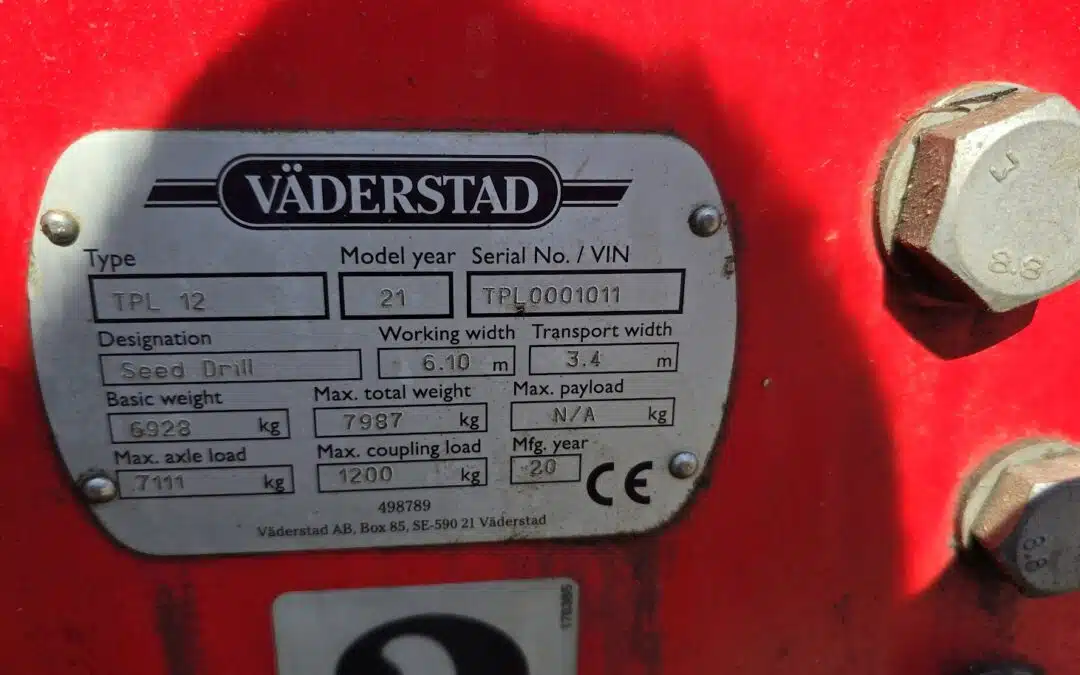 VÄDERSTAD
Type Model year Serial No. / VIN
TPL 12 21 TPL0001011
Designation Working width Transport width
Seed Drill 6.10 m 3.4 m
Basic weight Max. total weight Max. payload
6928 kg 7987 kg N/A kg
Max. axle load Max. coupling load Mfg. year
7111 kg 1200 kg 20
CE
498789
Väderstad AB, Box 85, SE-590 21 Väderstad
8.8
8.8